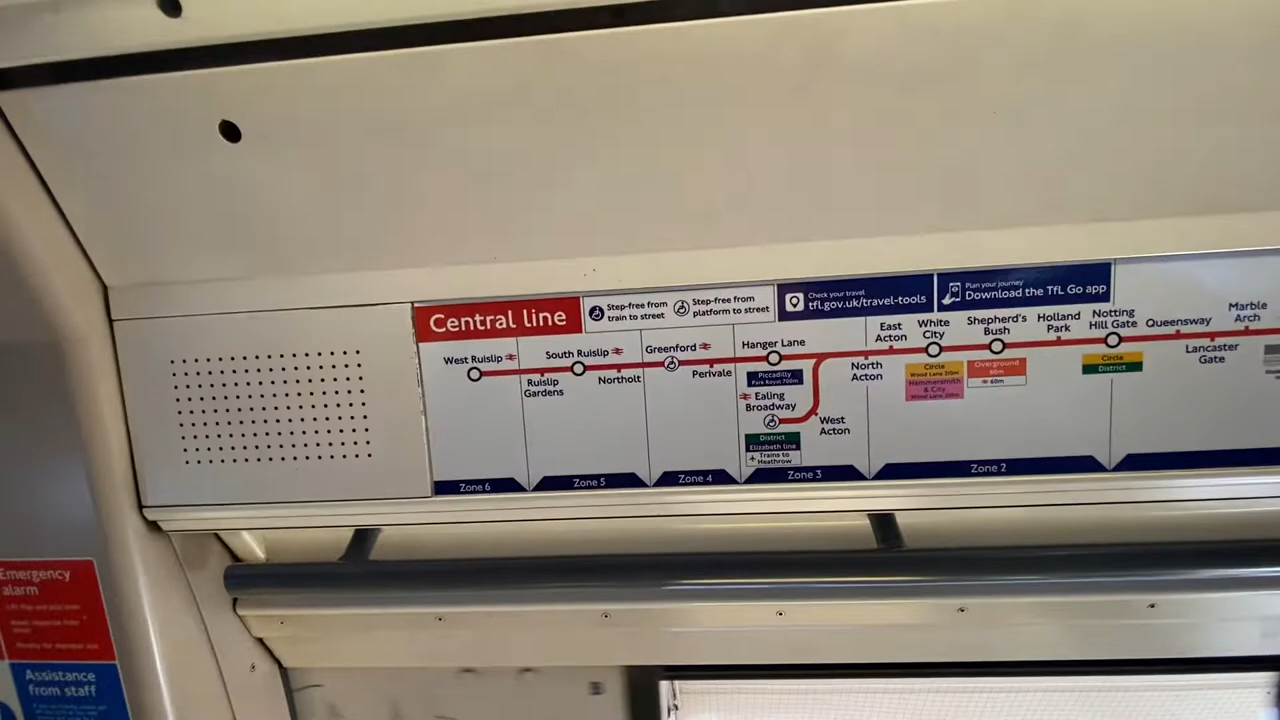 Central line
Step-free from
train to street
Step-free from
platform to street
Check your travel
tfl.gov.uk/travel-tools
Plan your journey
Download the TfL Go app
West Ruislip
Ruislip
Gardens
South Ruislip
Northolt
Greenford
Perivale
Hanger Lane
Piccadilly
Park Royal 700m
Ealing
Broadway
District
Elizabeth line
Trains to
Heathrow
West
Acton
North
Acton
East
Acton
White
City
Circle
Wood Lane 210m
Hammersmith
& City
Shepherd's
Bush
Overground
60m
Holland
Park
Notting
Hill Gate
Circle
District
Queensway
Lancaster
Gate
Marble
Arch
Zone 6
Zone 5
Zone 4
Zone 3
Zone 2
Emergency
alarm
Assistance
from staff